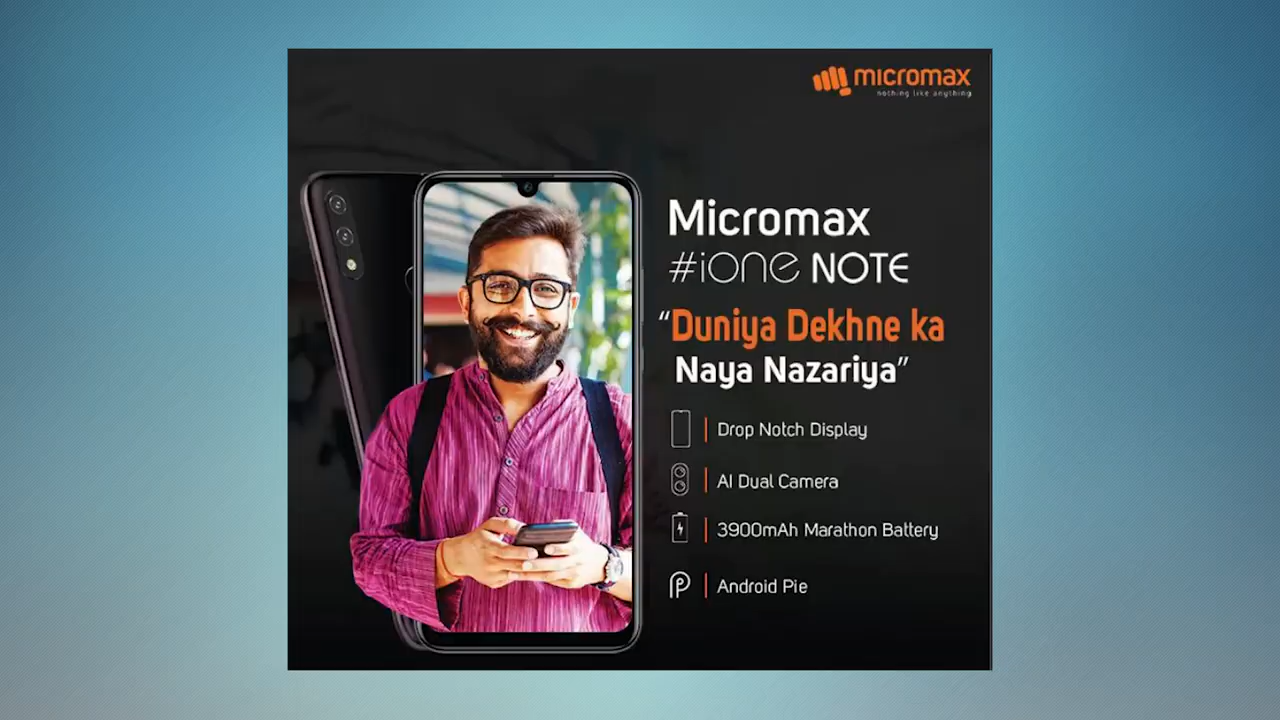 micromax
nothing like anything
Micromax
#ione NOTE
“Duniya Dekhne ka
Naya Nazariya”
Drop Notch Display
AI Dual Camera
3900mAh Marathon Battery
Android Pie